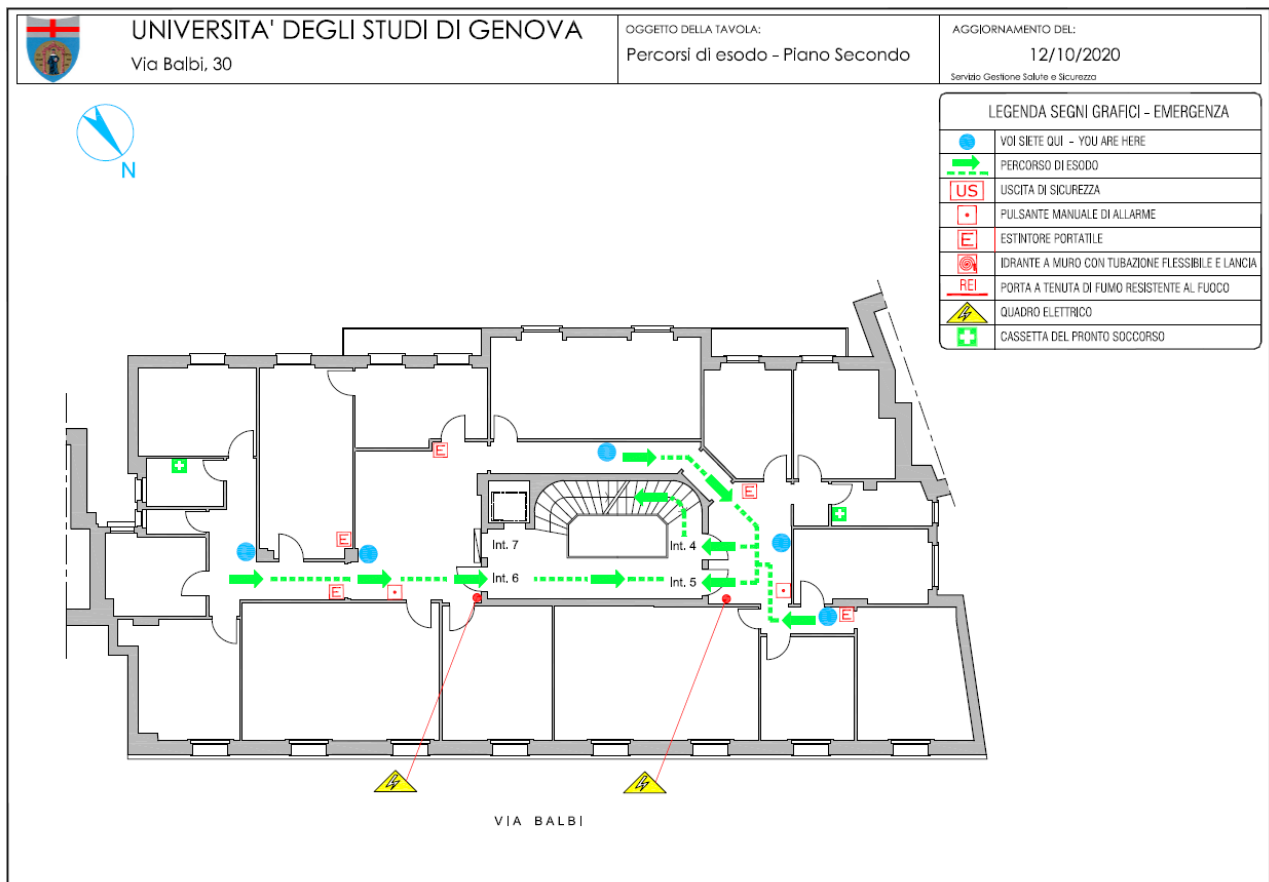 UNIVERSITA' DEGLI STUDI DI GENOVA
Via Balbi, 30
OGGETTO DELLA TAVOLA:
Percorsi di esodo - Piano Secondo
AGGIORNAMENTO DEL:
12/10/2020
Servizio Gestione Salute e Sicurezza
N
LEGENDA SEGNI GRAFICI - EMERGENZA
VOI SIETE QUI - YOU ARE HERE
PERCORSO DI ESODO
US USCITA DI SICUREZZA
PULSANTE MANUALE DI ALLARME
E ESTINTORE PORTATILE
IDRANTE A MURO CON TUBAZIONE FLESSIBILE E LANCIA
REI PORTA A TENUTA DI FUMO RESISTENTE AL FUOCO
QUADRO ELETTRICO
CASSETTA DEL PRONTO SOCCORSO
E
E
E
Int. 7
Int. 4
Int. 6
Int. 5
E
E
VIA BALBI